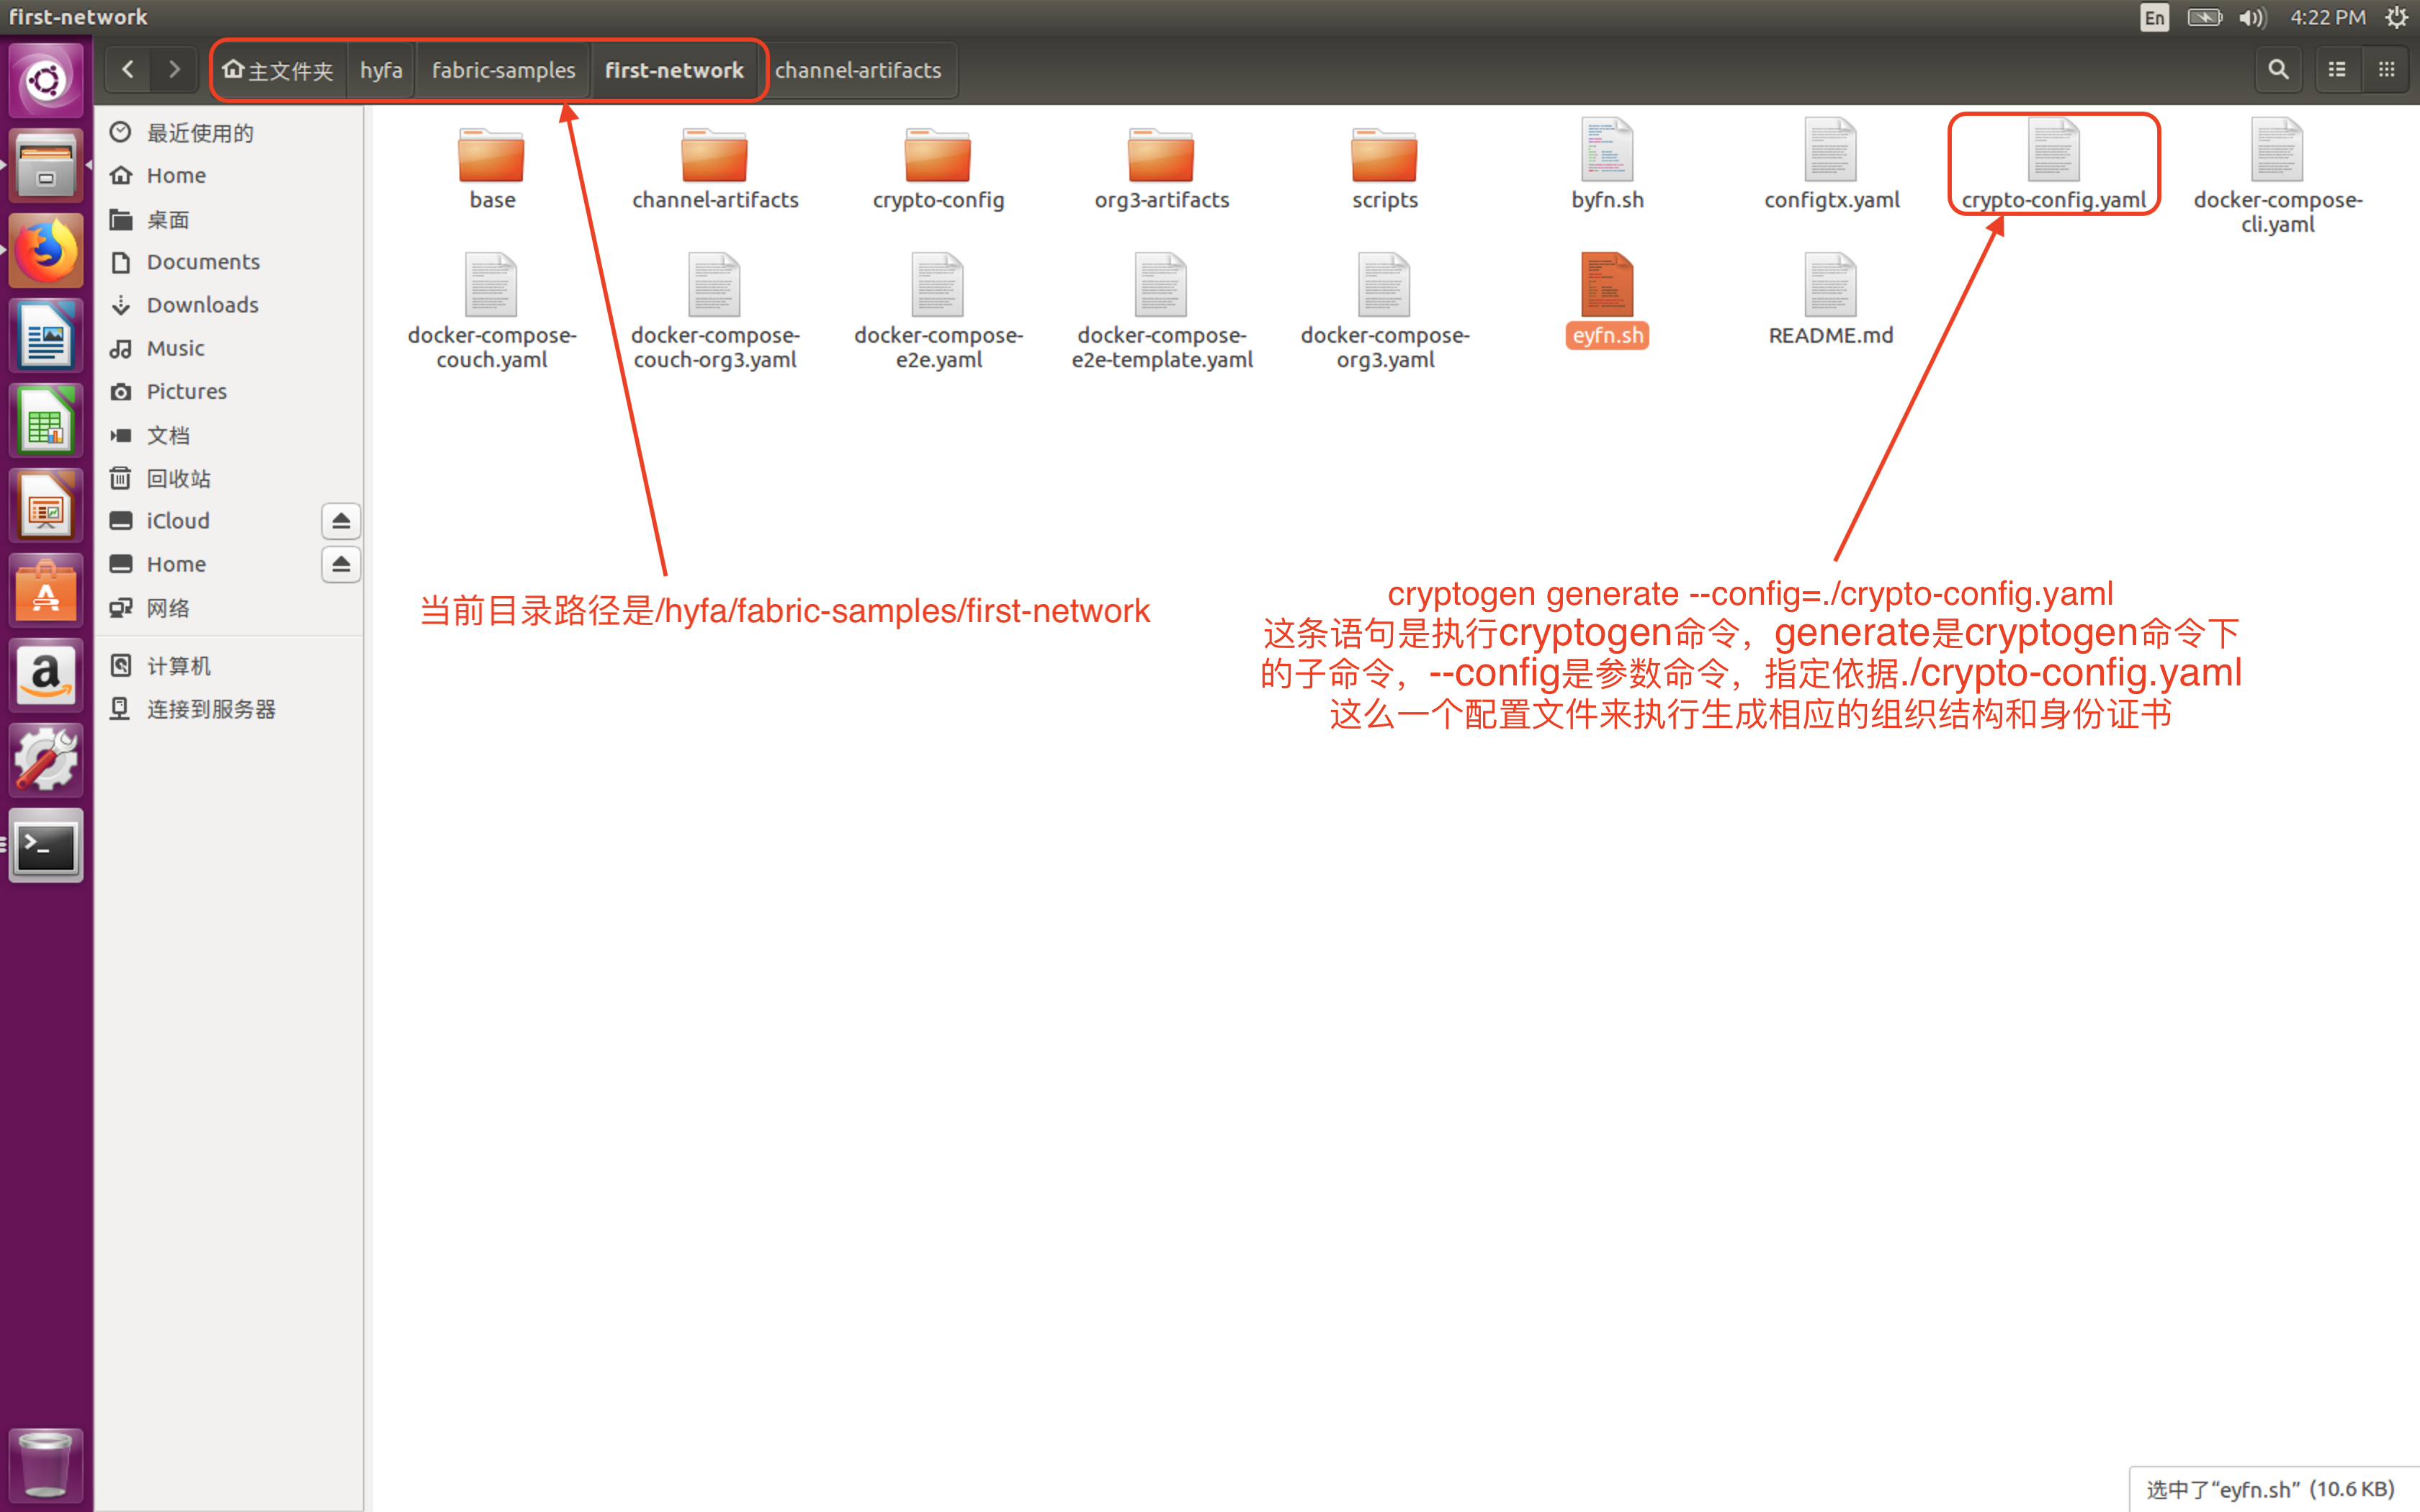 first-network
En
4:22 PM
主文件夹 hyfa fabric-samples first-network channel-artifacts
最近使用的
Home
桌面
Documents
Downloads
Music
Pictures
文档
回收站
iCloud
Home
网络
计算机
连接到服务器
base
channel-artifacts
crypto-config
org3-artifacts
scripts
byfn.sh
configtx.yaml
crypto-config.yaml
docker-compose-
cli.yaml
docker-compose-
couch.yaml
docker-compose-
couch-org3.yaml
docker-compose-
e2e.yaml
docker-compose-
e2e-template.yaml
docker-compose-
org3.yaml
eyfn.sh
README.md
当前目录路径是/hyfa/fabric-samples/first-network
cryptogen generate --config=./crypto-config.yaml
这条语句是执行cryptogen命令，generate是cryptogen命令下
的子命令，--config是参数命令，指定依据./crypto-config.yaml
这么一个配置文件来执行生成相应的组织结构和身份证书
选中了“eyfn.sh” (10.6 KB)